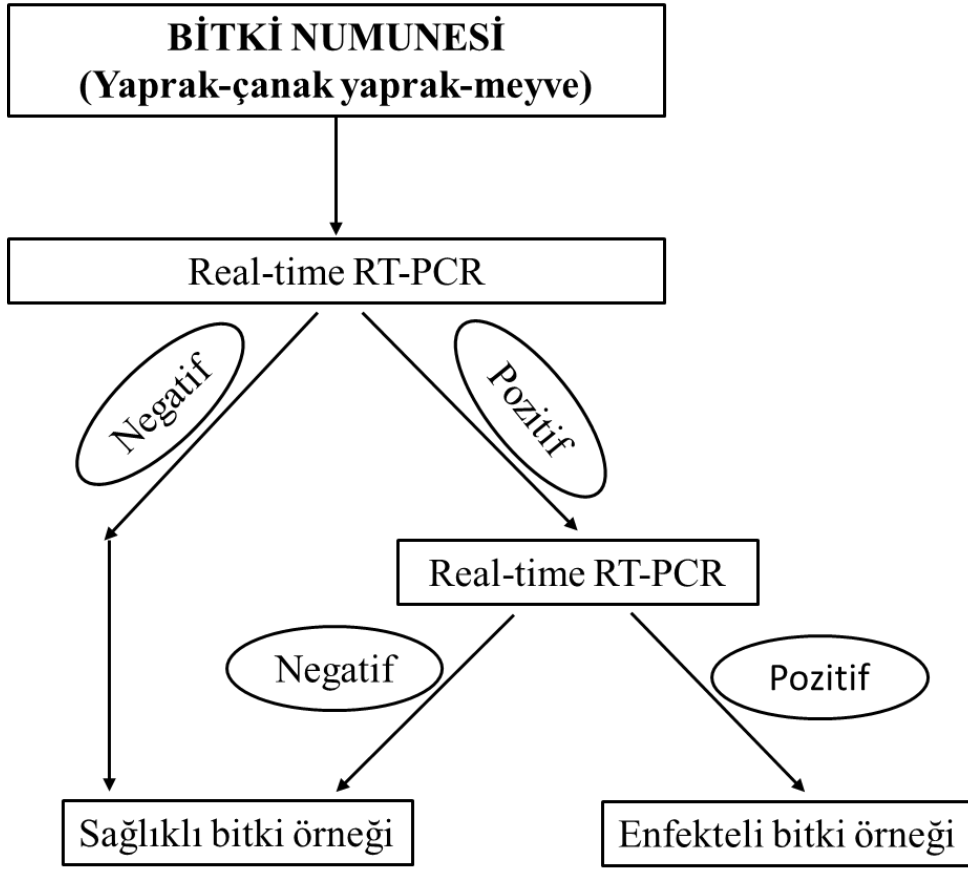 BİTKİ NUMUNESİ
(Yaprak-çanak yaprak-meyve)
Real-time RT-PCR
Negatif
Pozitif
Real-time RT-PCR
Negatif
Pozitif
Sağlıklı bitki örneği
Enfekteli bitki örneği